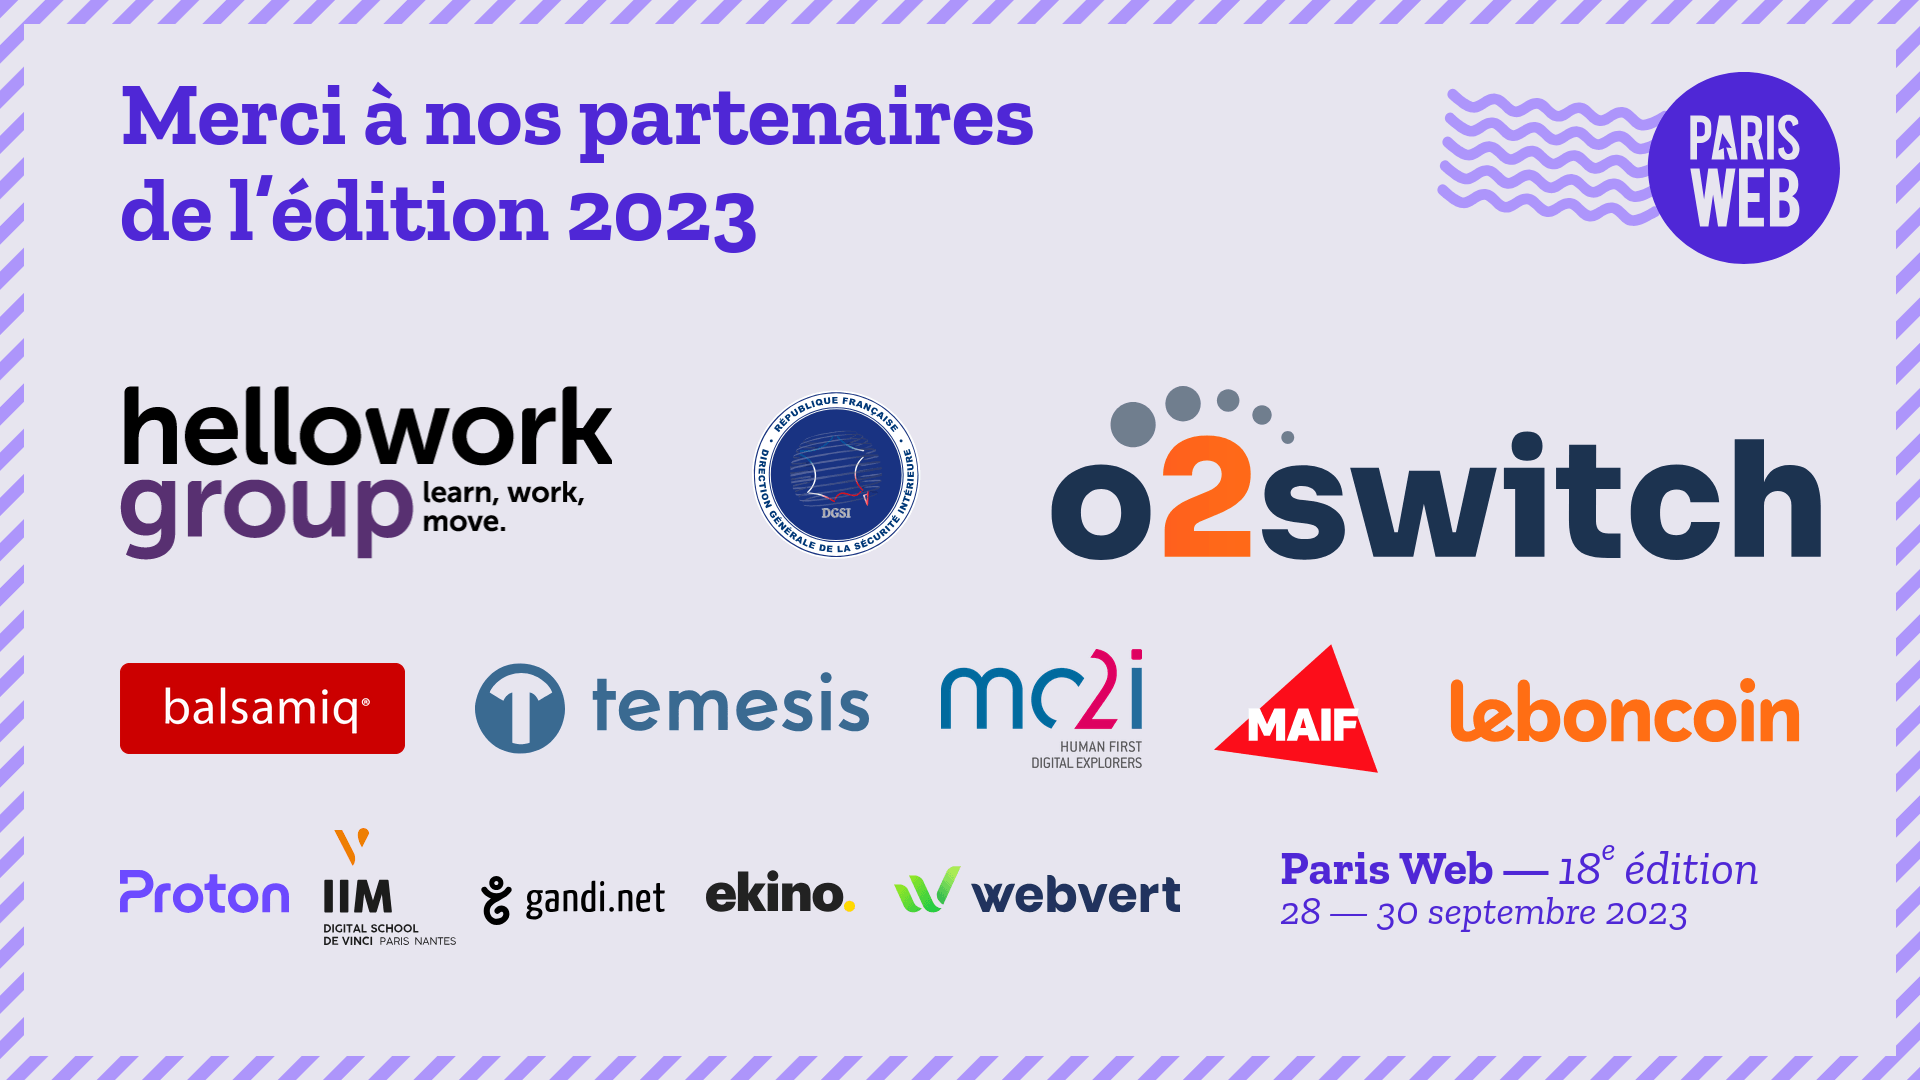 Merci à nos partenaires
de l’édition 2023
PARIS
WEB
hellowork
group
learn, work,
move.
• RÉPUBLIQUE FRANÇAISE •
DIRECTION GÉNÉRALE DE LA SÉCURITÉ INTÉRIEURE
DGSI
o2switch
balsamiq®
temesis
mc2i
HUMAN FIRST
DIGITAL EXPLORERS
MAIF
leboncoin
Proton
IIM
DIGITAL SCHOOL
DE VINCI PARIS NANTES
gandi.net
ekino.
webvert
Paris Web — 18e édition
28 — 30 septembre 2023